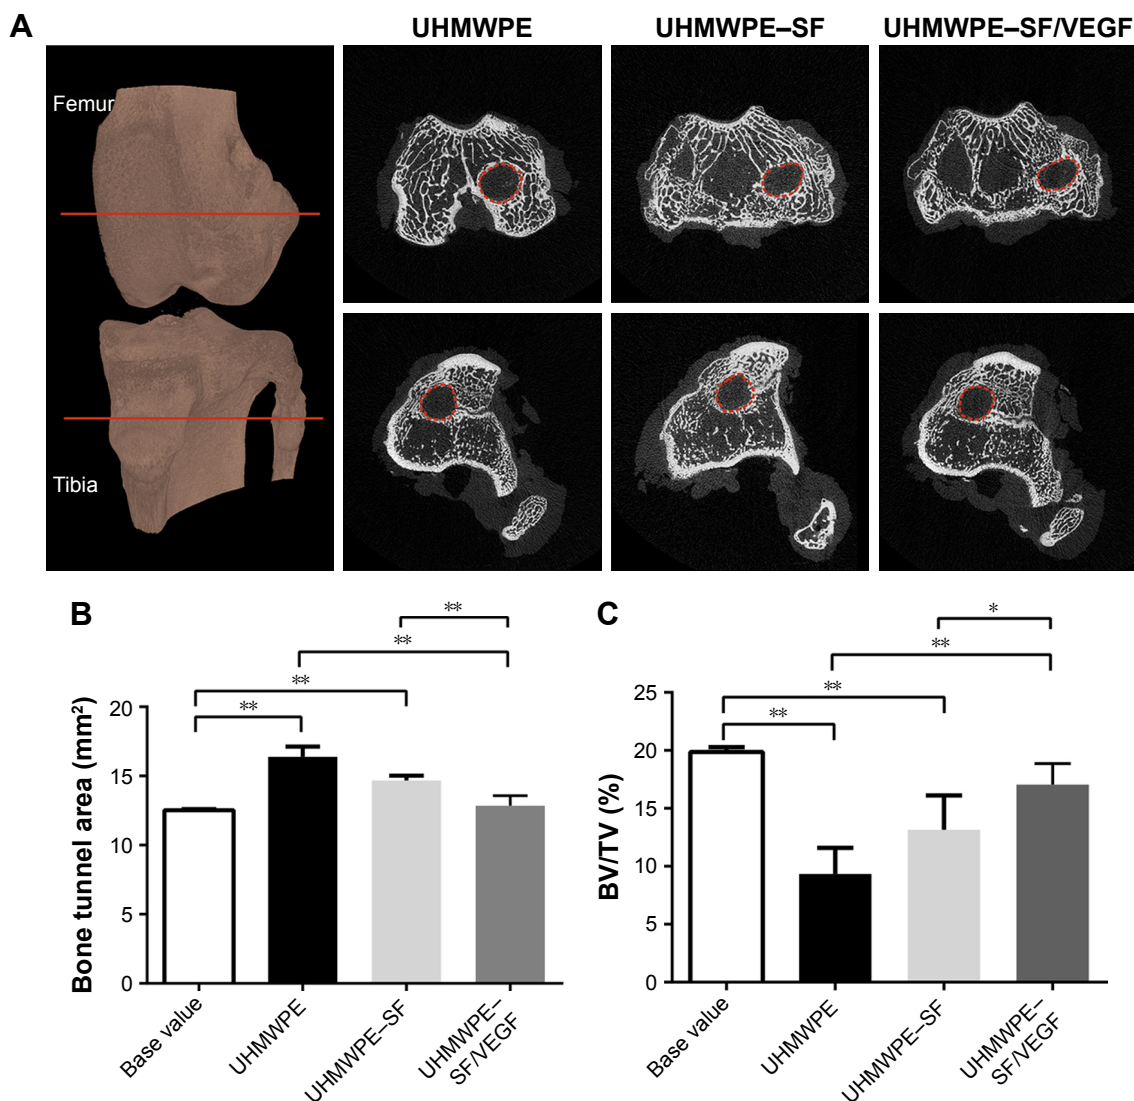 A
UHMWPE
UHMWPE–SF
UHMWPE–SF/VEGF
Femur
Tibia
B
**
**
**
**
Bone tunnel area (mm²)
20
15
10
5
0
Base value
UHMWPE
UHMWPE–SF
UHMWPE–
SF/VEGF
C
*
**
**
**
BV/TV (%)
25
20
15
10
5
0
Base value
UHMWPE
UHMWPE–SF
UHMWPE–
SF/VEGF